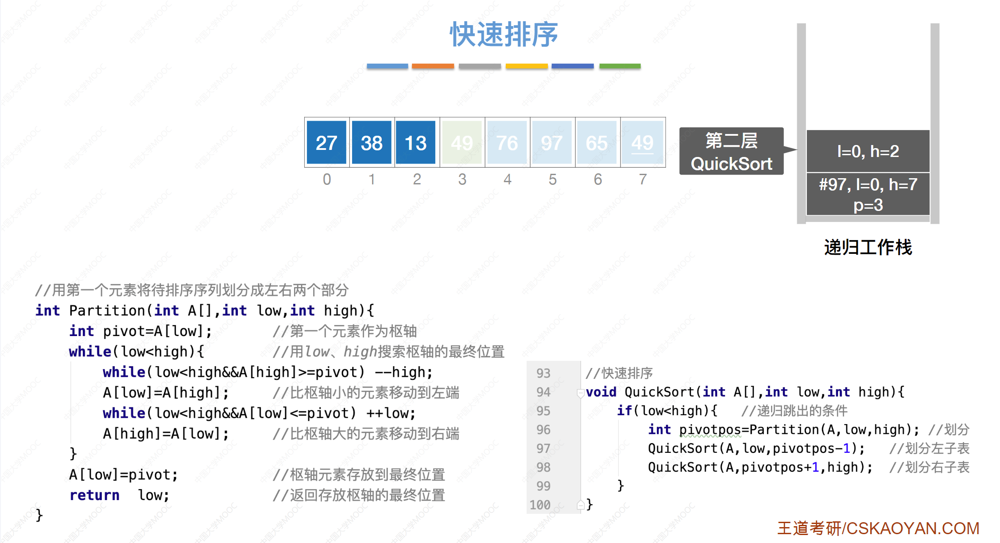 快速排序
27 38 13 49 76 97 65 49
0 1 2 3 4 5 6 7
第二层
QuickSort
l=0, h=2
#97, l=0, h=7
p=3
递归工作栈
//用第一个元素将待排序序列划分成左右两个部分
int Partition(int A[],int low,int high){
    int pivot=A[low];       //第一个元素作为枢轴
    while(low<high){        //用low、high搜索枢轴的最终位置
        while(low<high&&A[high]>=pivot) --high;
        A[low]=A[high];     //比枢轴小的元素移动到左端
        while(low<high&&A[low]<=pivot) ++low;
        A[high]=A[low];     //比枢轴大的元素移动到右端
    }
    A[low]=pivot;           //枢轴元素存放到最终位置
    return  low;            //返回存放枢轴的最终位置
}
93 //快速排序
94 void QuickSort(int A[],int low,int high){
95     if(low<high){   //递归跳出的条件
96         int pivotpos=Partition(A,low,high); //划分
97         QuickSort(A,low,pivotpos-1);   //划分左子表
98         QuickSort(A,pivotpos+1,high);  //划分右子表
99     }
100 }
王道考研/CSKAOYAN.COM
中国大学MOOC